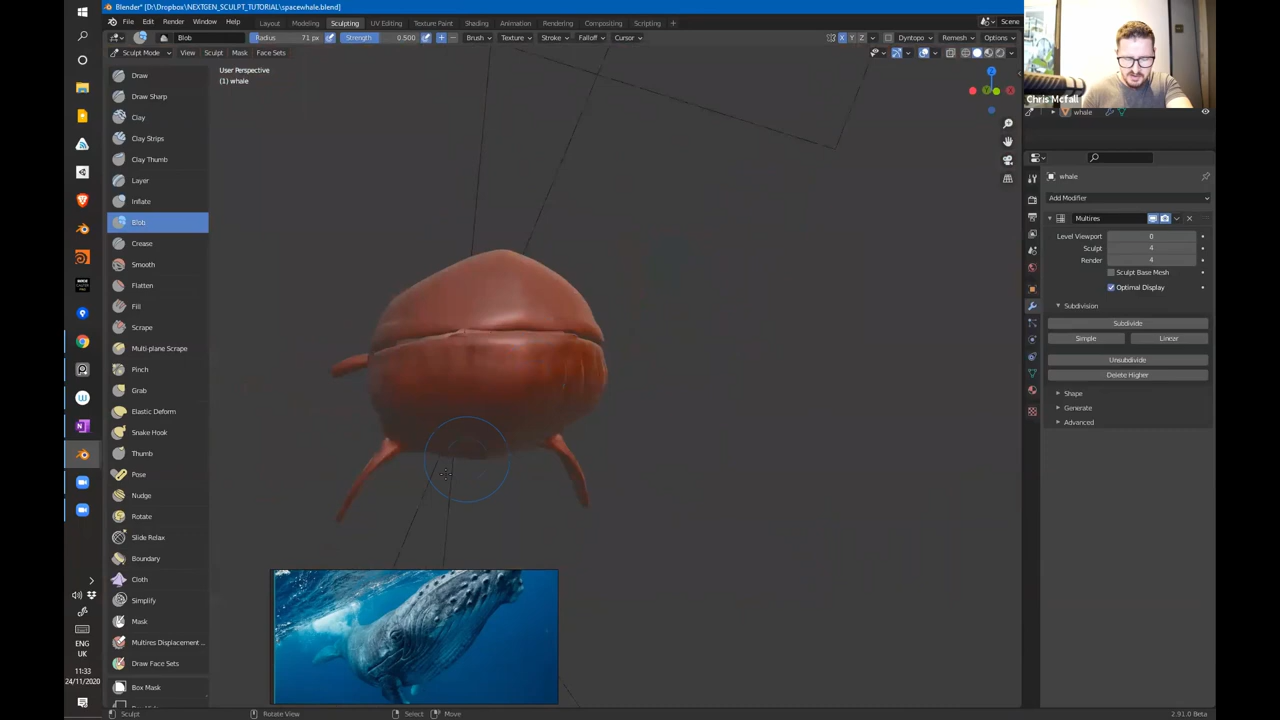 Blender* [D:\Dropbox\NEXTGEN_SCULPT_TUTORIAL\spacewhale.blend]
File Edit Render Window Help Layout Modeling Sculpting UV Editing Texture Paint Shading Animation Rendering Compositing Scripting + Scene
Blob Radius 71 px Strength 0.500 Brush Texture Stroke Falloff Cursor X Y Z Dyntopo Remesh Options
Sculpt Mode View Sculpt Mask Face Sets
User Perspective
(1) whale
Draw
Draw Sharp
Clay
Clay Strips
Clay Thumb
Layer
Inflate
Blob
Crease
Smooth
Flatten
Fill
Scrape
Multi-plane Scrape
Pinch
Grab
Elastic Deform
Snake Hook
Thumb
Pose
Nudge
Rotate
Slide Relax
Boundary
Cloth
Simplify
Mask
Multires Displacement ...
Draw Face Sets
Box Mask
Z
Chris Mcfall
whale
whale
Add Modifier
Multires
Level Viewport 0
Sculpt 4
Render 4
Sculpt Base Mesh
Optimal Display
Subdivision
Subdivide
Simple Linear
Unsubdivide
Delete Higher
Shape
Generate
Advanced
ENG
UK
11:33
24/11/2020
Sculpt Rotate View Select Move 2.91.0 Beta